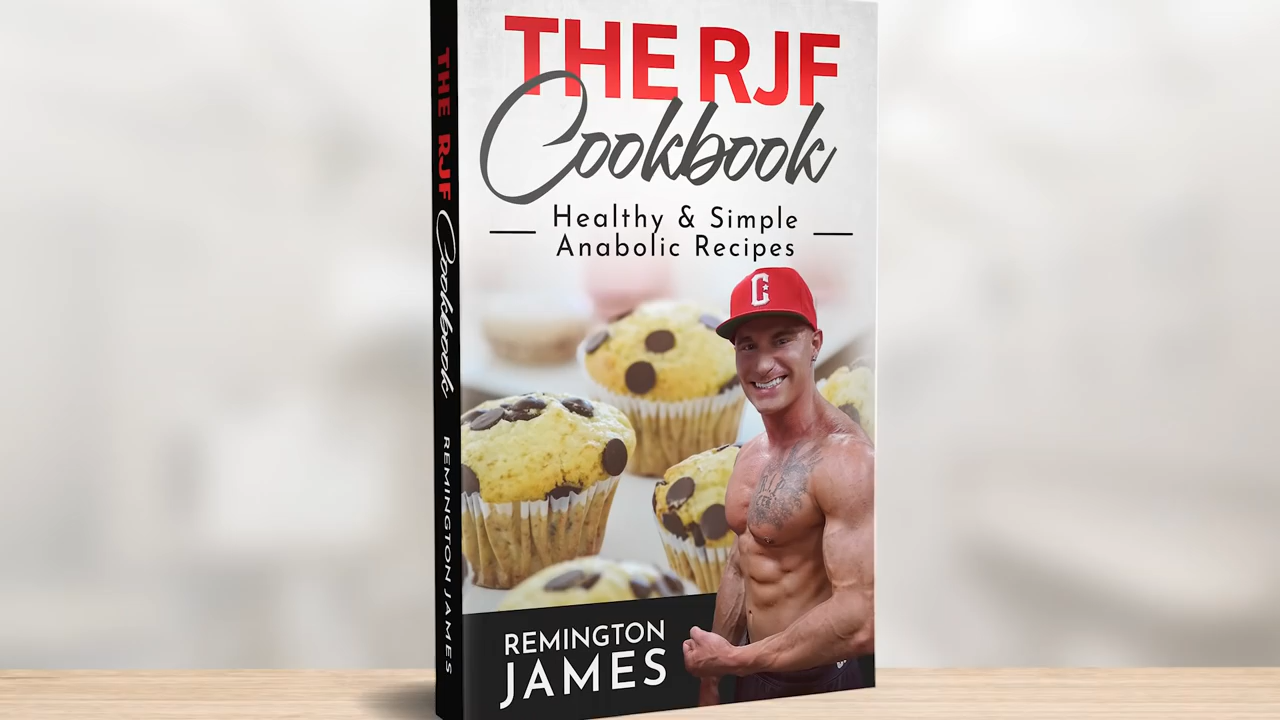 THE RJF
Cookbook
Healthy & Simple
Anabolic Recipes
C
REMINGTON
JAMES
THE RJF Cookbook REMINGTON JAMES